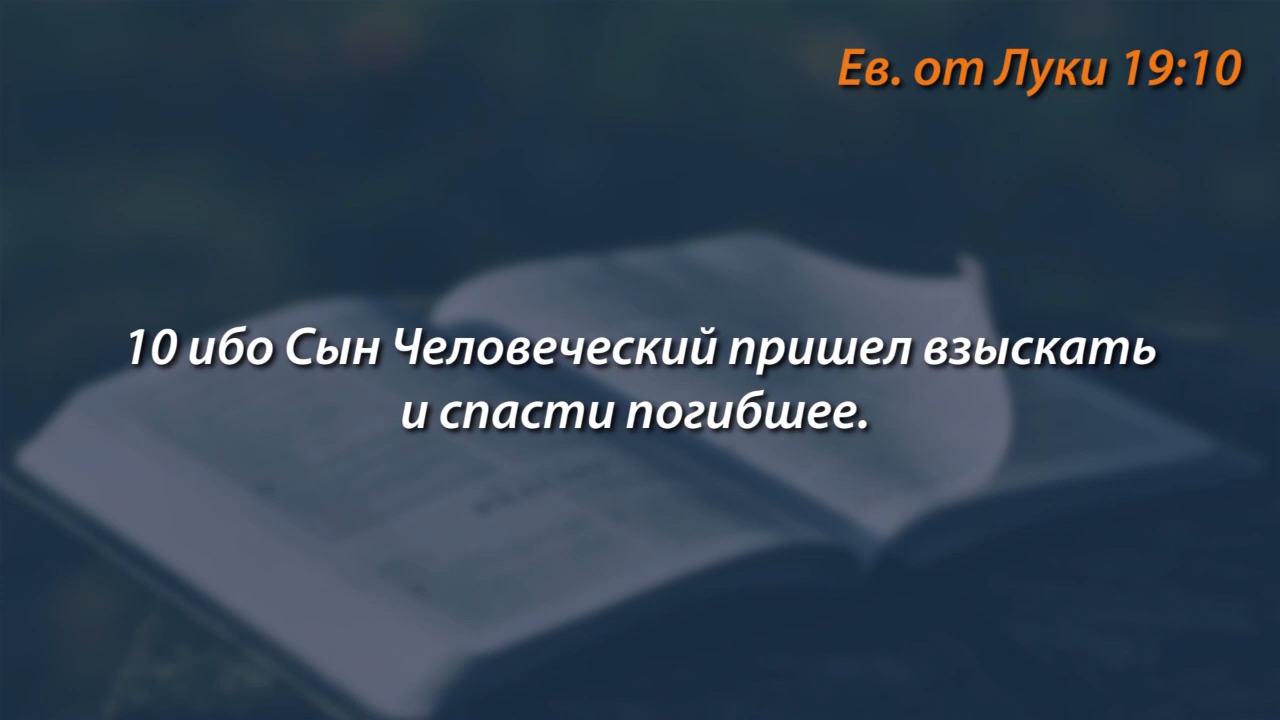 Ев. от Луки 19:10
10 ибо Сын Человеческий пришел взыскать
и спасти погибшее.